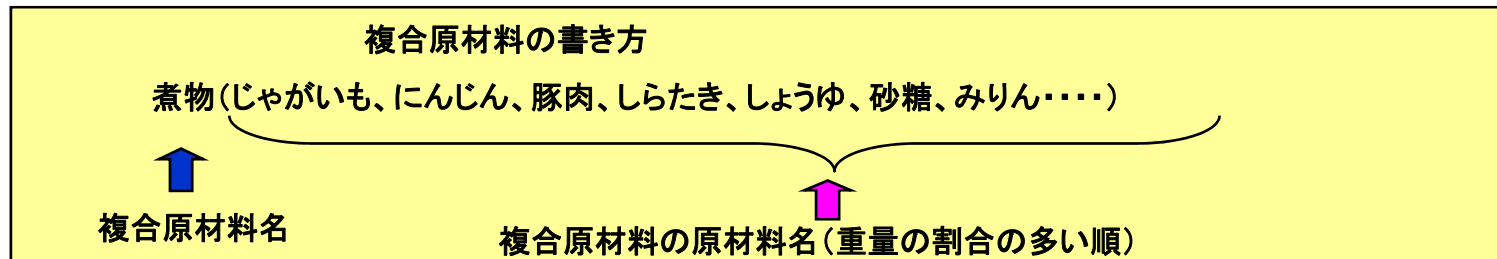 複合原材料の書き方
煮物(じゃがいも、にんじん、豚肉、しらたき、しょうゆ、砂糖、みりん・・・・)
複合原材料名
複合原材料の原材料名(重量の割合の多い順)